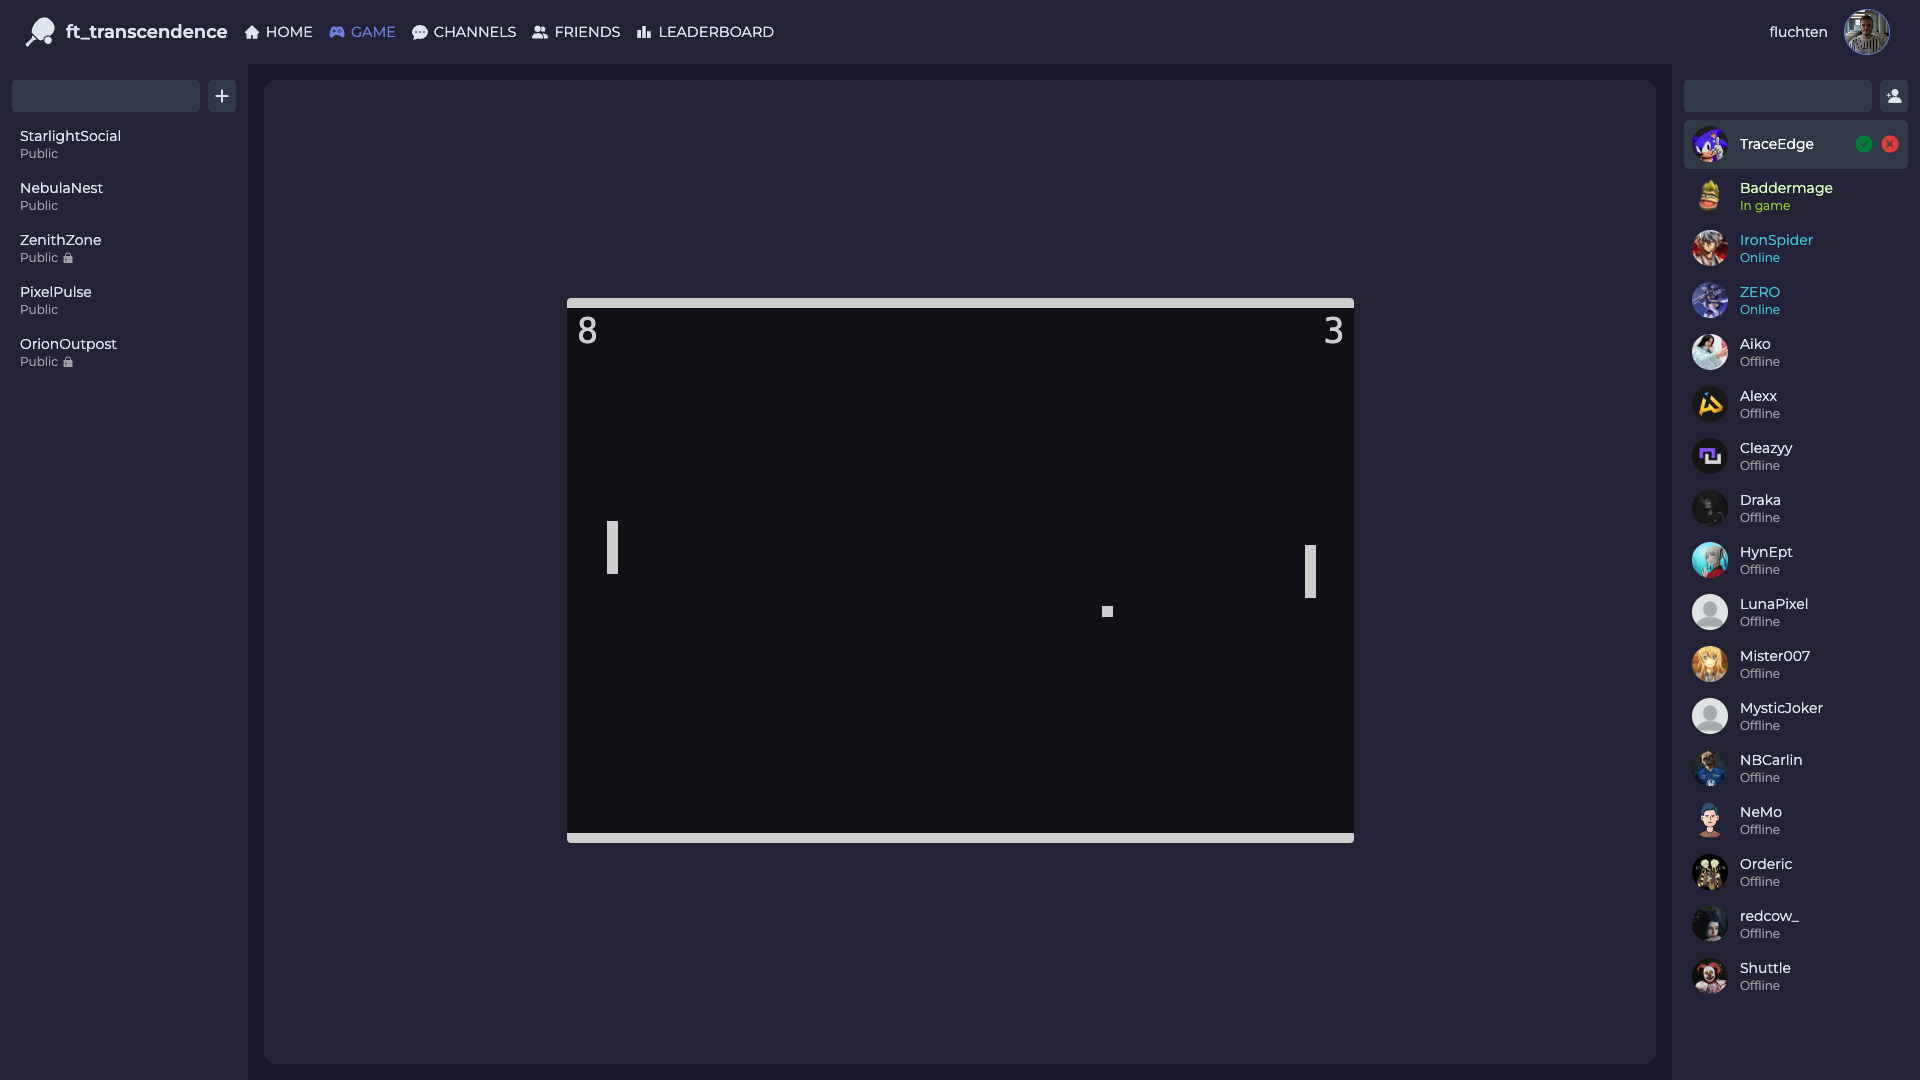 ft_transcendence
HOME
GAME
CHANNELS
FRIENDS
LEADERBOARD
fluchten
StarlightSocial
Public
NebulaNest
Public
ZenithZone
Public
PixelPulse
Public
OrionOutpost
Public
8
3
TraceEdge
Baddermage
In game
IronSpider
Online
ZERO
Online
Aiko
Offline
Alexx
Offline
Cleazyy
Offline
Draka
Offline
HynEpt
Offline
LunaPixel
Offline
Mister007
Offline
MysticJoker
Offline
NBCarlin
Offline
NeMo
Offline
Orderic
Offline
redcow_
Offline
Shuttle
Offline